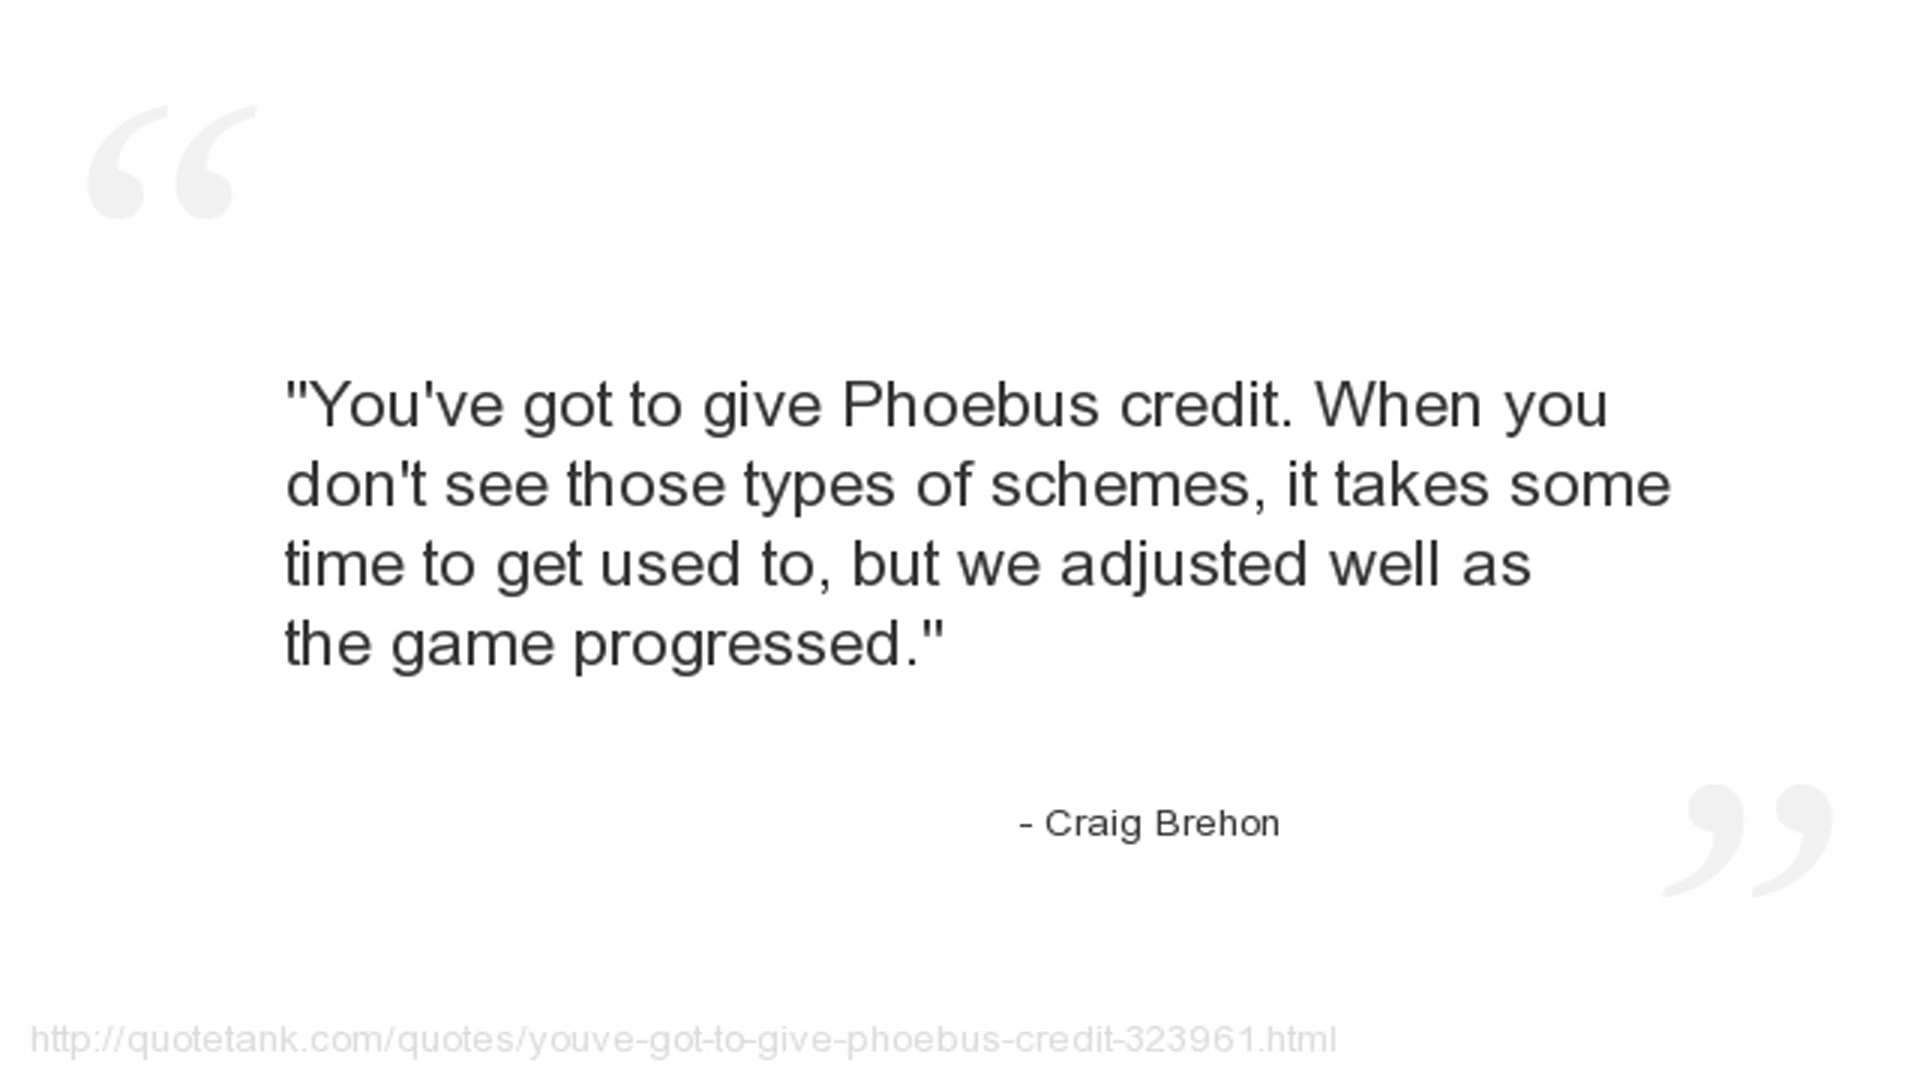 "You've got to give Phoebus credit. When you
don't see those types of schemes, it takes some
time to get used to, but we adjusted well as
the game progressed."
- Craig Brehon
http://quotetank.com/quotes/youve-got-to-give-phoebus-credit-323961.html